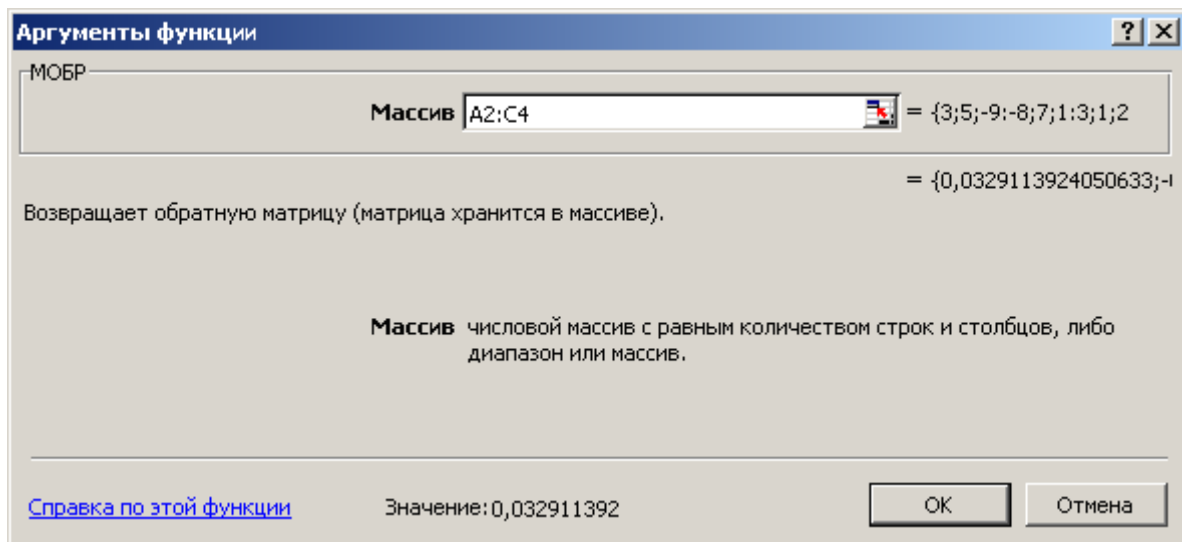 Аргументы функции
МОБР
Массив A2:C4 = {3;5;-9:-8;7;1:3;1;2
= {0,0329113924050633;-
Возвращает обратную матрицу (матрица хранится в массиве).
Массив числовой массив с равным количеством строк и столбцов, либо
диапазон или массив.
Справка по этой функции Значение:0,032911392 ОК Отмена